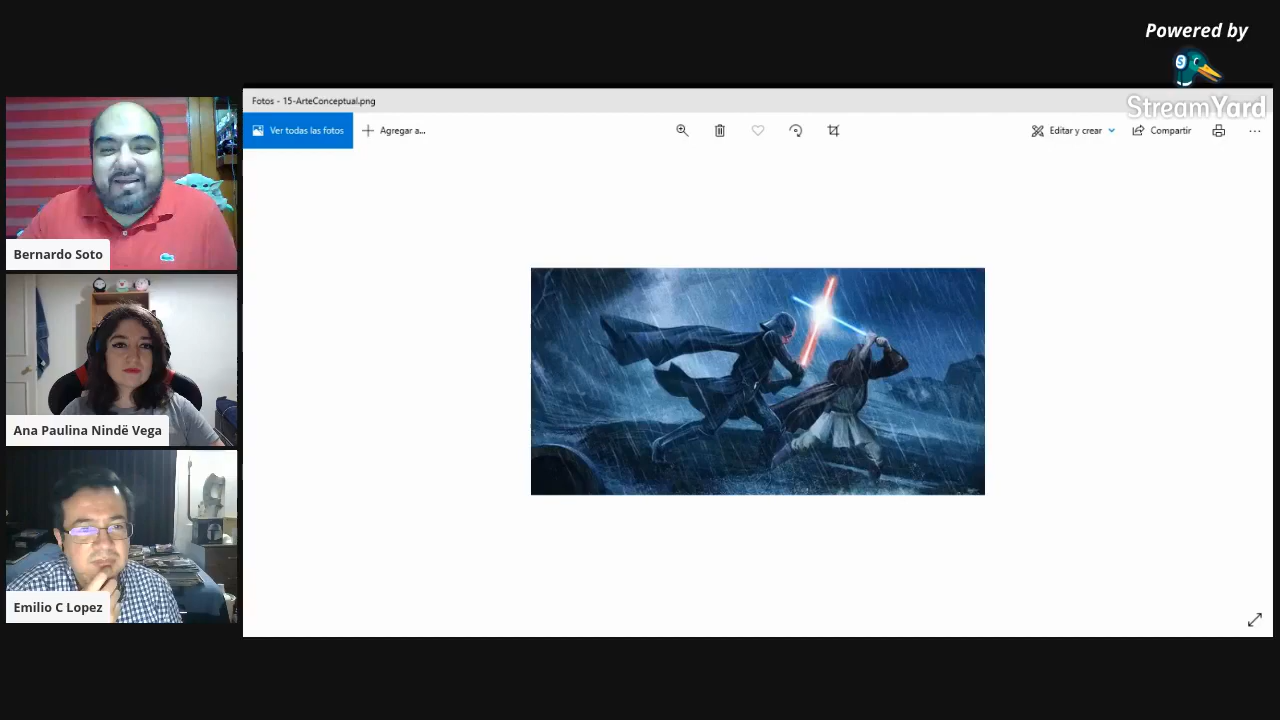 Powered by
StreamYard
Fotos - 15-ArteConceptual.png
Ver todas las fotos
Agregar a...
Editar y crear
Compartir
Bernardo Soto
Ana Paulina Nindë Vega
Emilio C Lopez